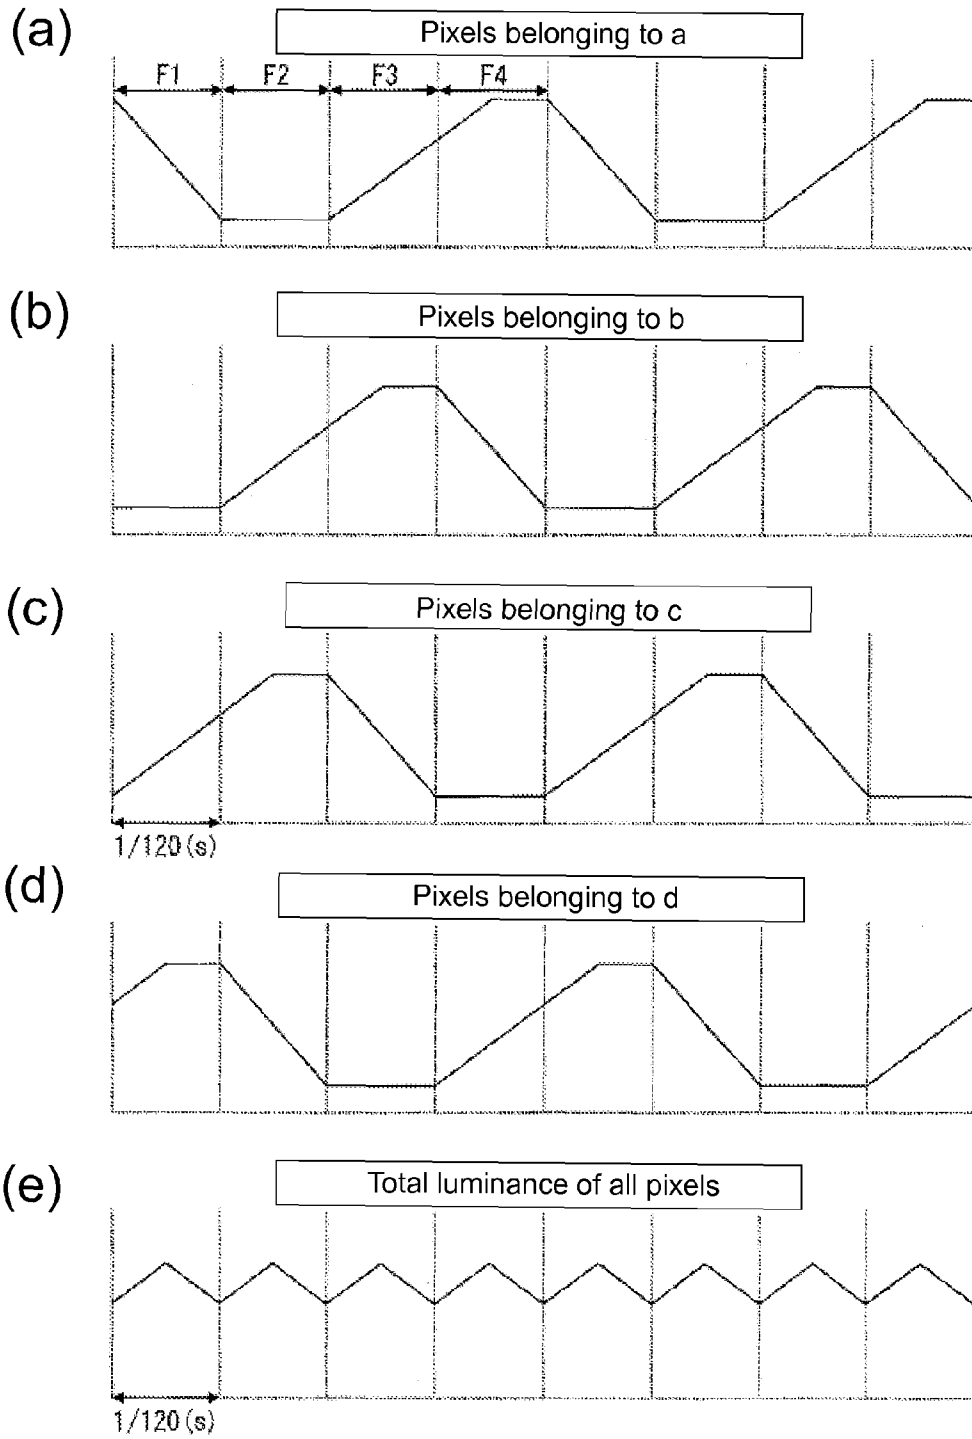 (a)
Pixels belonging to a
F1 F2 F3 F4
(b)
Pixels belonging to b
(c)
Pixels belonging to c
1/120(s)
(d)
Pixels belonging to d
(e)
Total luminance of all pixels
1/120(s)